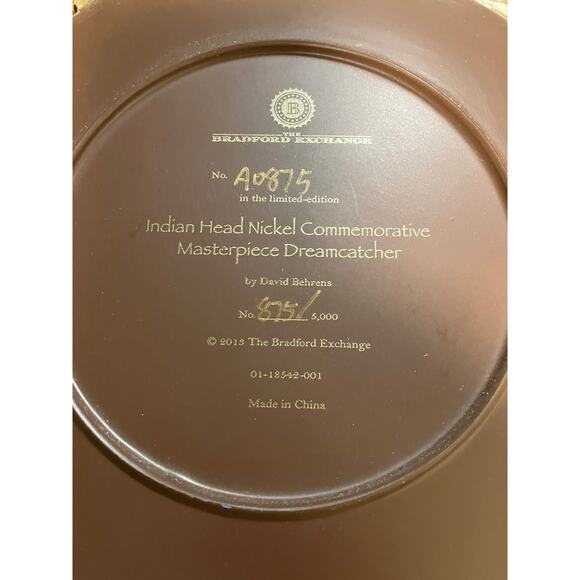 B
THE
BRADFORD EXCHANGE
No. A0875
in the limited-edition
Indian Head Nickel Commemorative
Masterpiece Dreamcatcher
by David Behrens
No. 875/5,000
© 2013 The Bradford Exchange
01-18542-001
Made in China